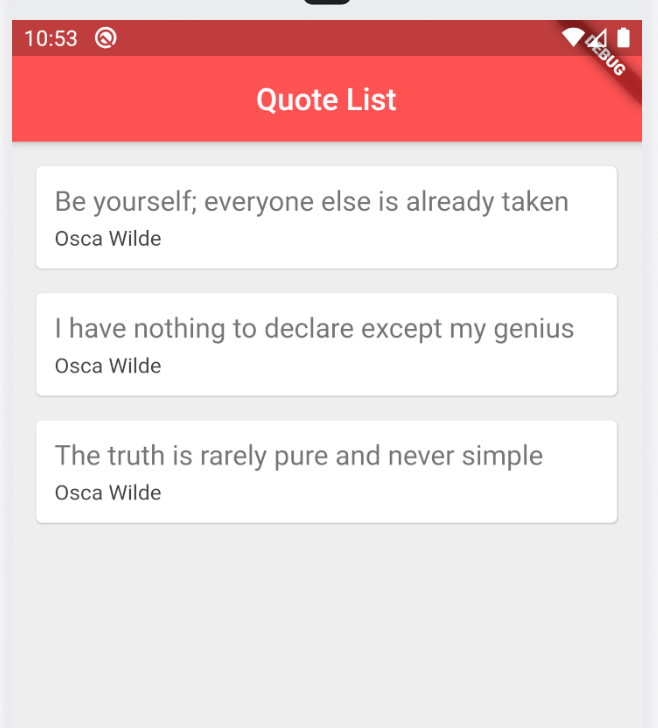 10:53
DEBUG
Quote List
Be yourself; everyone else is already taken
Osca Wilde
I have nothing to declare except my genius
Osca Wilde
The truth is rarely pure and never simple
Osca Wilde